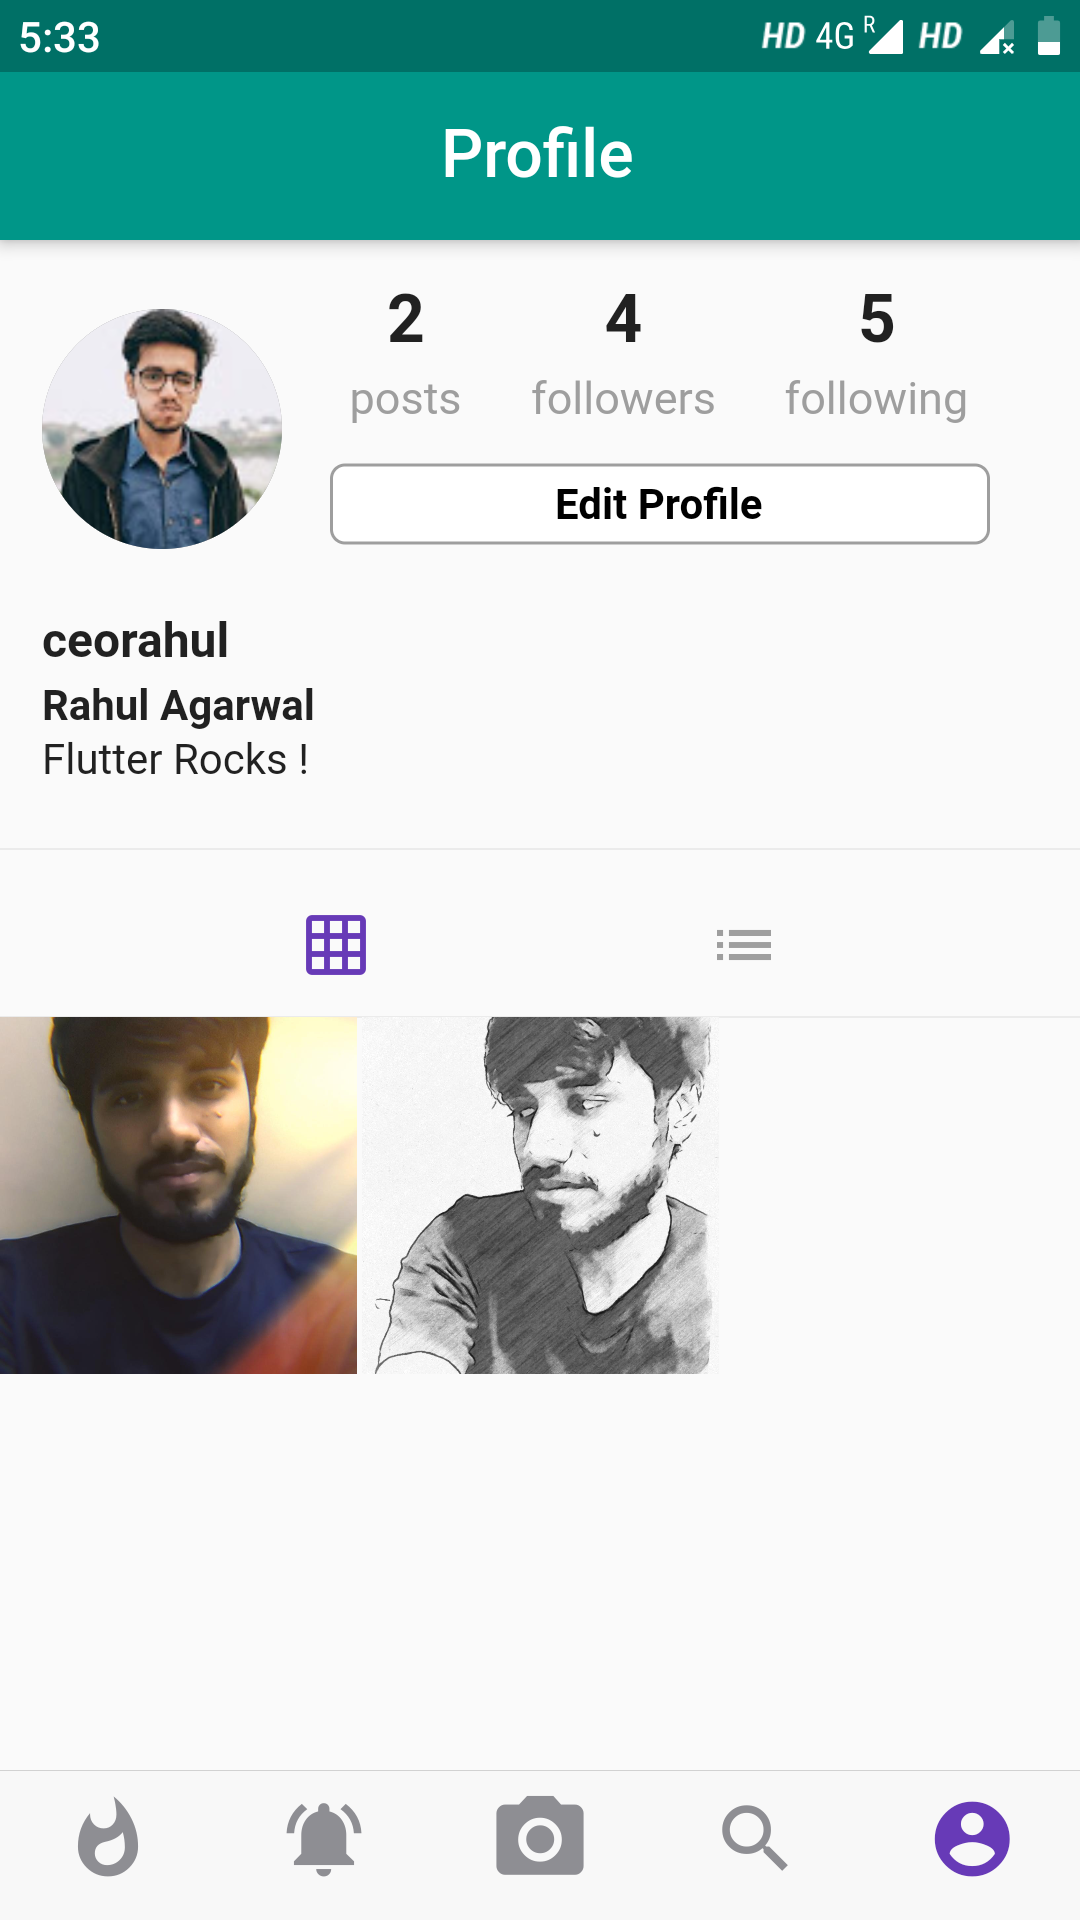 5:33 HD 4G R HD
Profile
2 4 5
posts followers following
Edit Profile
ceorahul
Rahul Agarwal
Flutter Rocks !